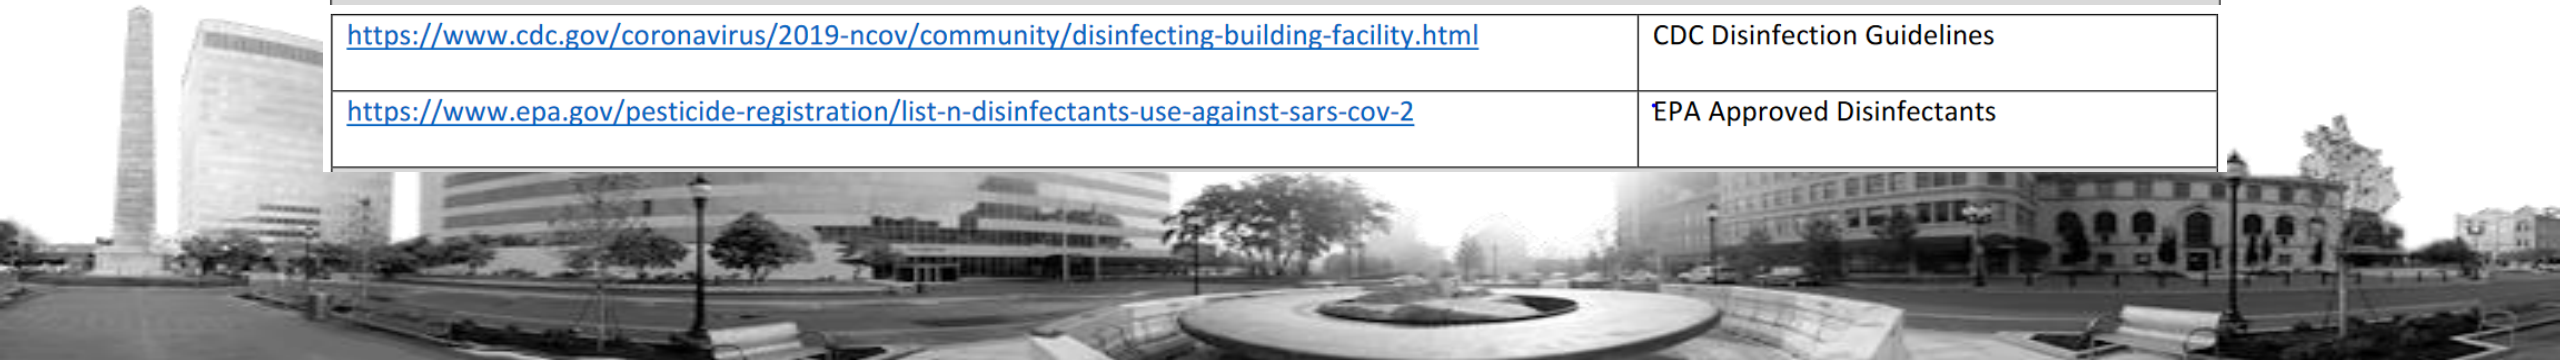 https://www.cdc.gov/coronavirus/2019-ncov/community/disinfecting-building-facility.html CDC Disinfection Guidelines
https://www.epa.gov/pesticide-registration/list-n-disinfectants-use-against-sars-cov-2 EPA Approved Disinfectants